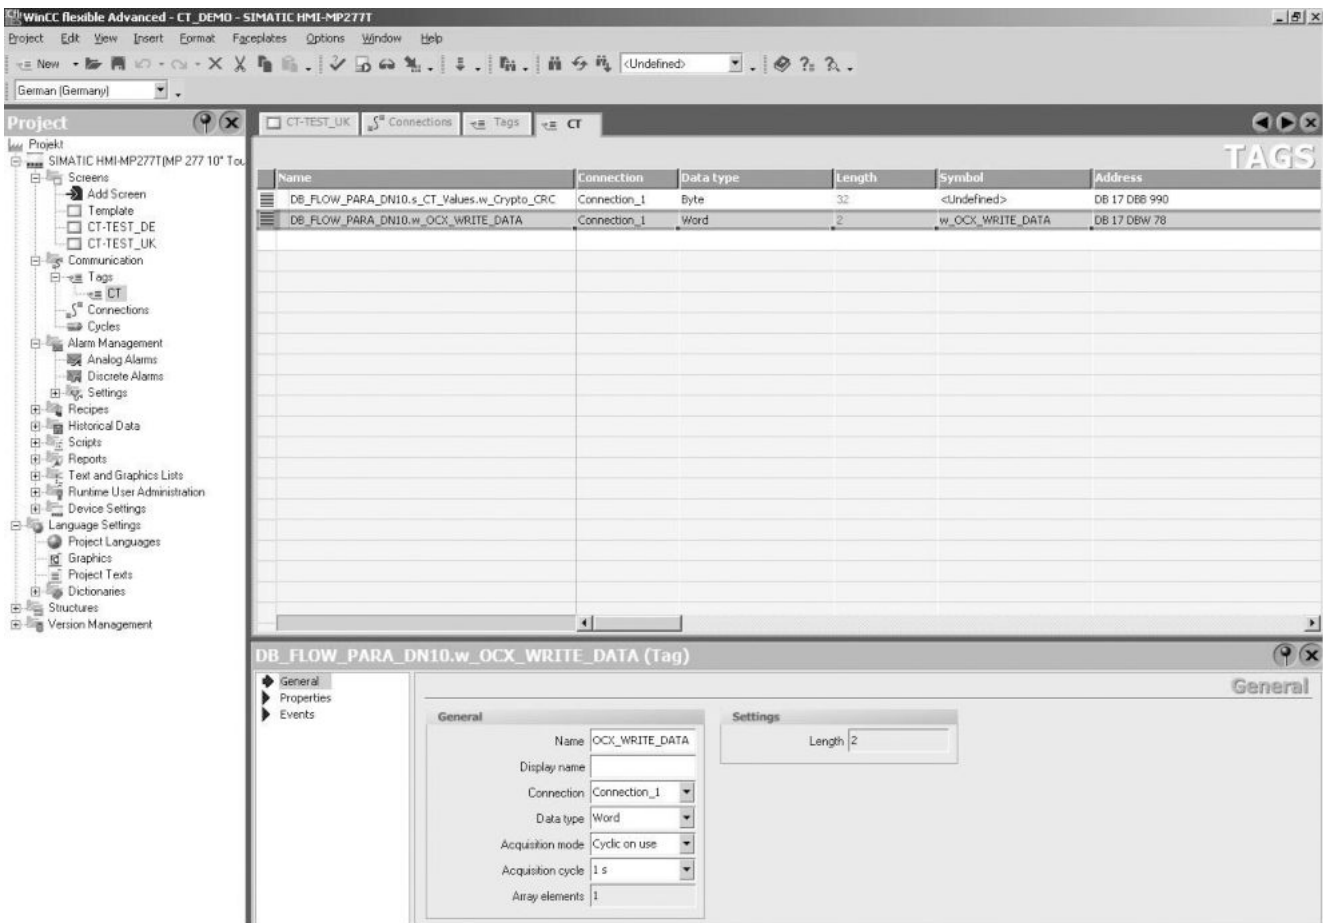 WinCC flexible Advanced - CT_DEMO - SIMATIC HMI-MP277T
Project Edit View Insert Format Faceplates Options Window Help
New <Undefined>
German (Germany)
Project
CT-TEST_UK Connections Tags CT
TAGS
Projekt
SIMATIC HMI-MP277T(MP 277 10" Tou
Screens
Add Screen
Template
CT-TEST_DE
CT-TEST_UK
Communication
Tags
CT
Connections
Cycles
Alarm Management
Analog Alarms
Discrete Alarms
Settings
Recipes
Historical Data
Scripts
Reports
Text and Graphics Lists
Runtime User Administration
Device Settings
Language Settings
Project Languages
Graphics
Project Texts
Dictionaries
Structures
Version Management
Name Connection Data type Length Symbol Address
DB_FLOW_PARA_DN10.s_CT_Values.w_Crypto_CRC Connection_1 Byte 32 <Undefined> DB 17 DBB 990
DB_FLOW_PARA_DN10.w_OCX_WRITE_DATA Connection_1 Word 2 w_OCX_WRITE_DATA DB 17 DBW 78
DB_FLOW_PARA_DN10.w_OCX_WRITE_DATA (Tag)
General
Properties
Events
General
General
Name OCX_WRITE_DATA
Display name
Connection Connection_1
Data type Word
Acquisition mode Cyclic on use
Acquisition cycle 1 s
Array elements 1
Settings
Length 2